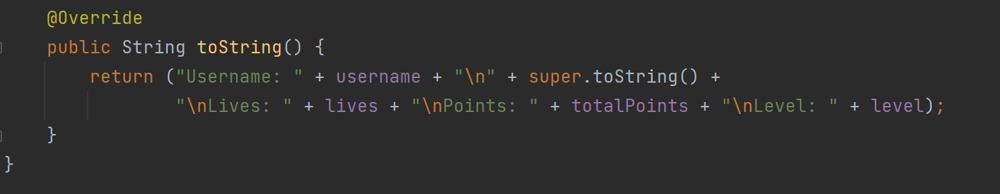 @Override
public String toString() {
return ("Username: " + username + "\n" + super.toString() +
"\nLives: " + lives + "\nPoints: " + totalPoints + "\nLevel: " + level);
}
}